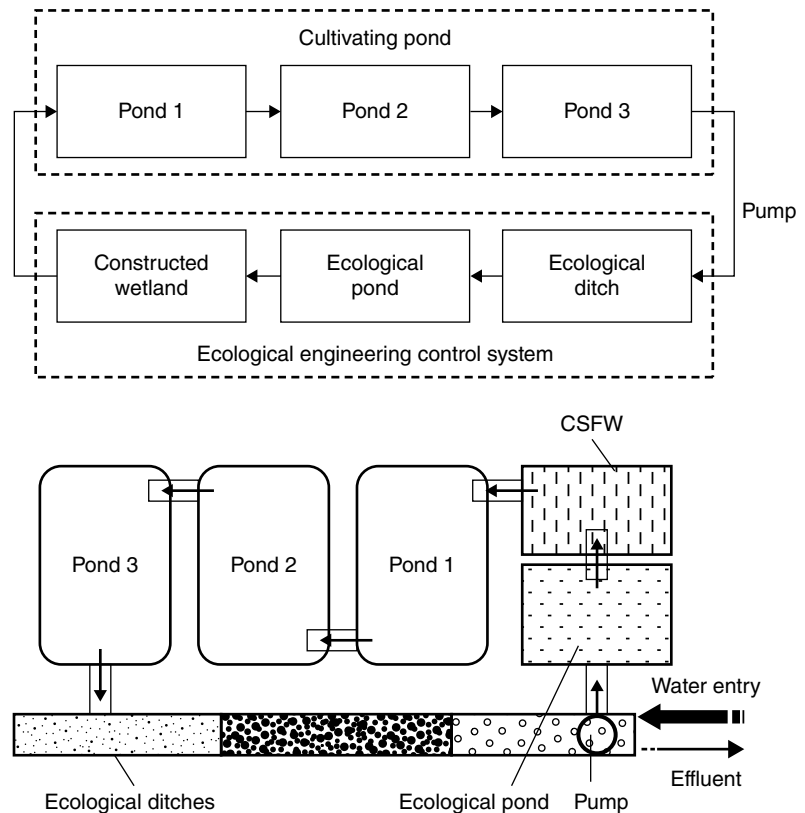 Cultivating pond
Pond 1
Pond 2
Pond 3
Pump
Constructed
wetland
Ecological
pond
Ecological
ditch
Ecological engineering control system
CSFW
Pond 3
Pond 2
Pond 1
Water entry
Effluent
Ecological ditches
Ecological pond
Pump